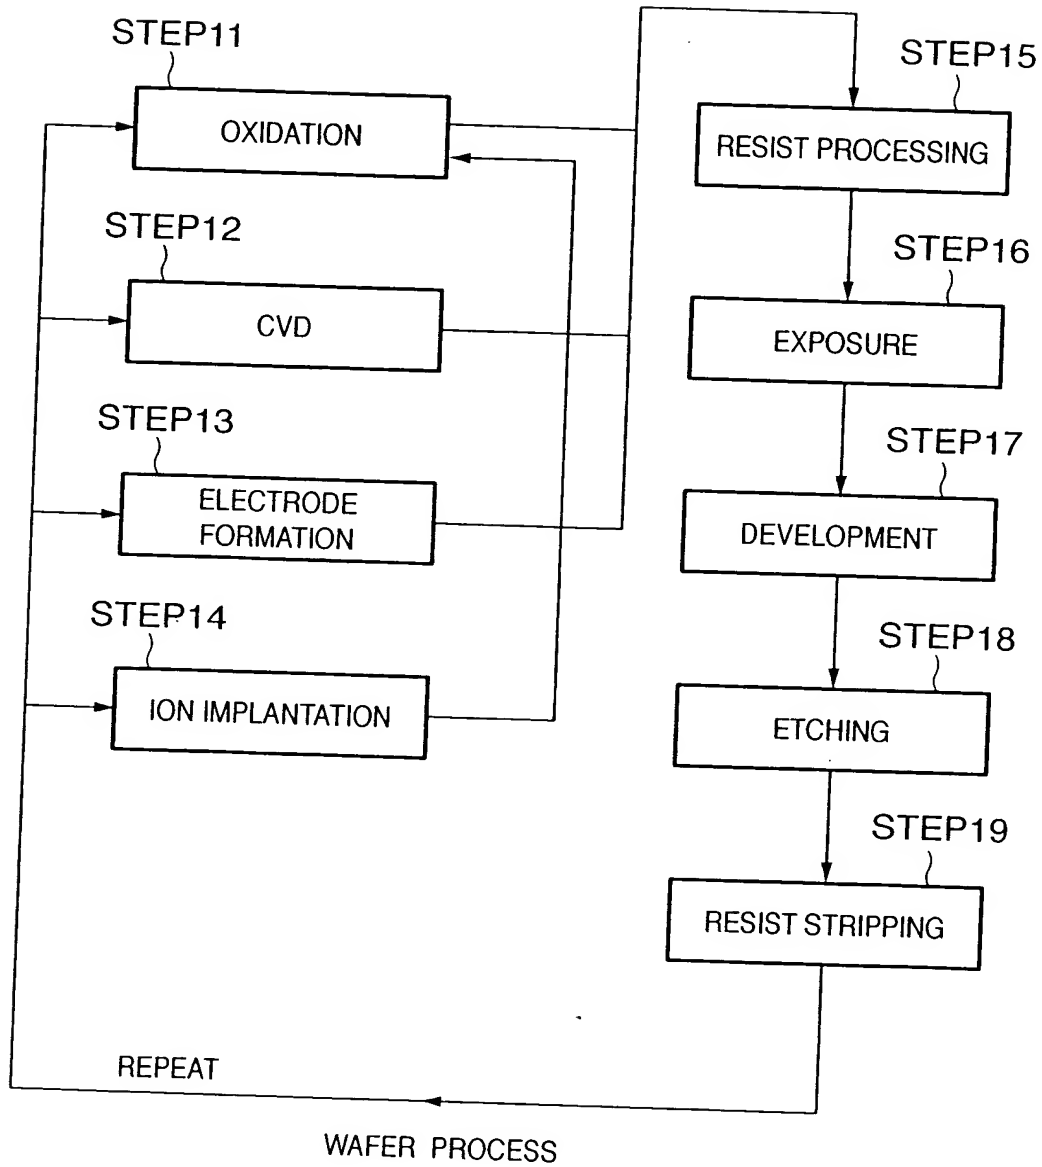 STEP11
OXIDATION
STEP12
CVD
STEP13
ELECTRODE
FORMATION
STEP14
ION IMPLANTATION
STEP15
RESIST PROCESSING
STEP16
EXPOSURE
STEP17
DEVELOPMENT
STEP18
ETCHING
STEP19
RESIST STRIPPING
REPEAT
WAFER PROCESS